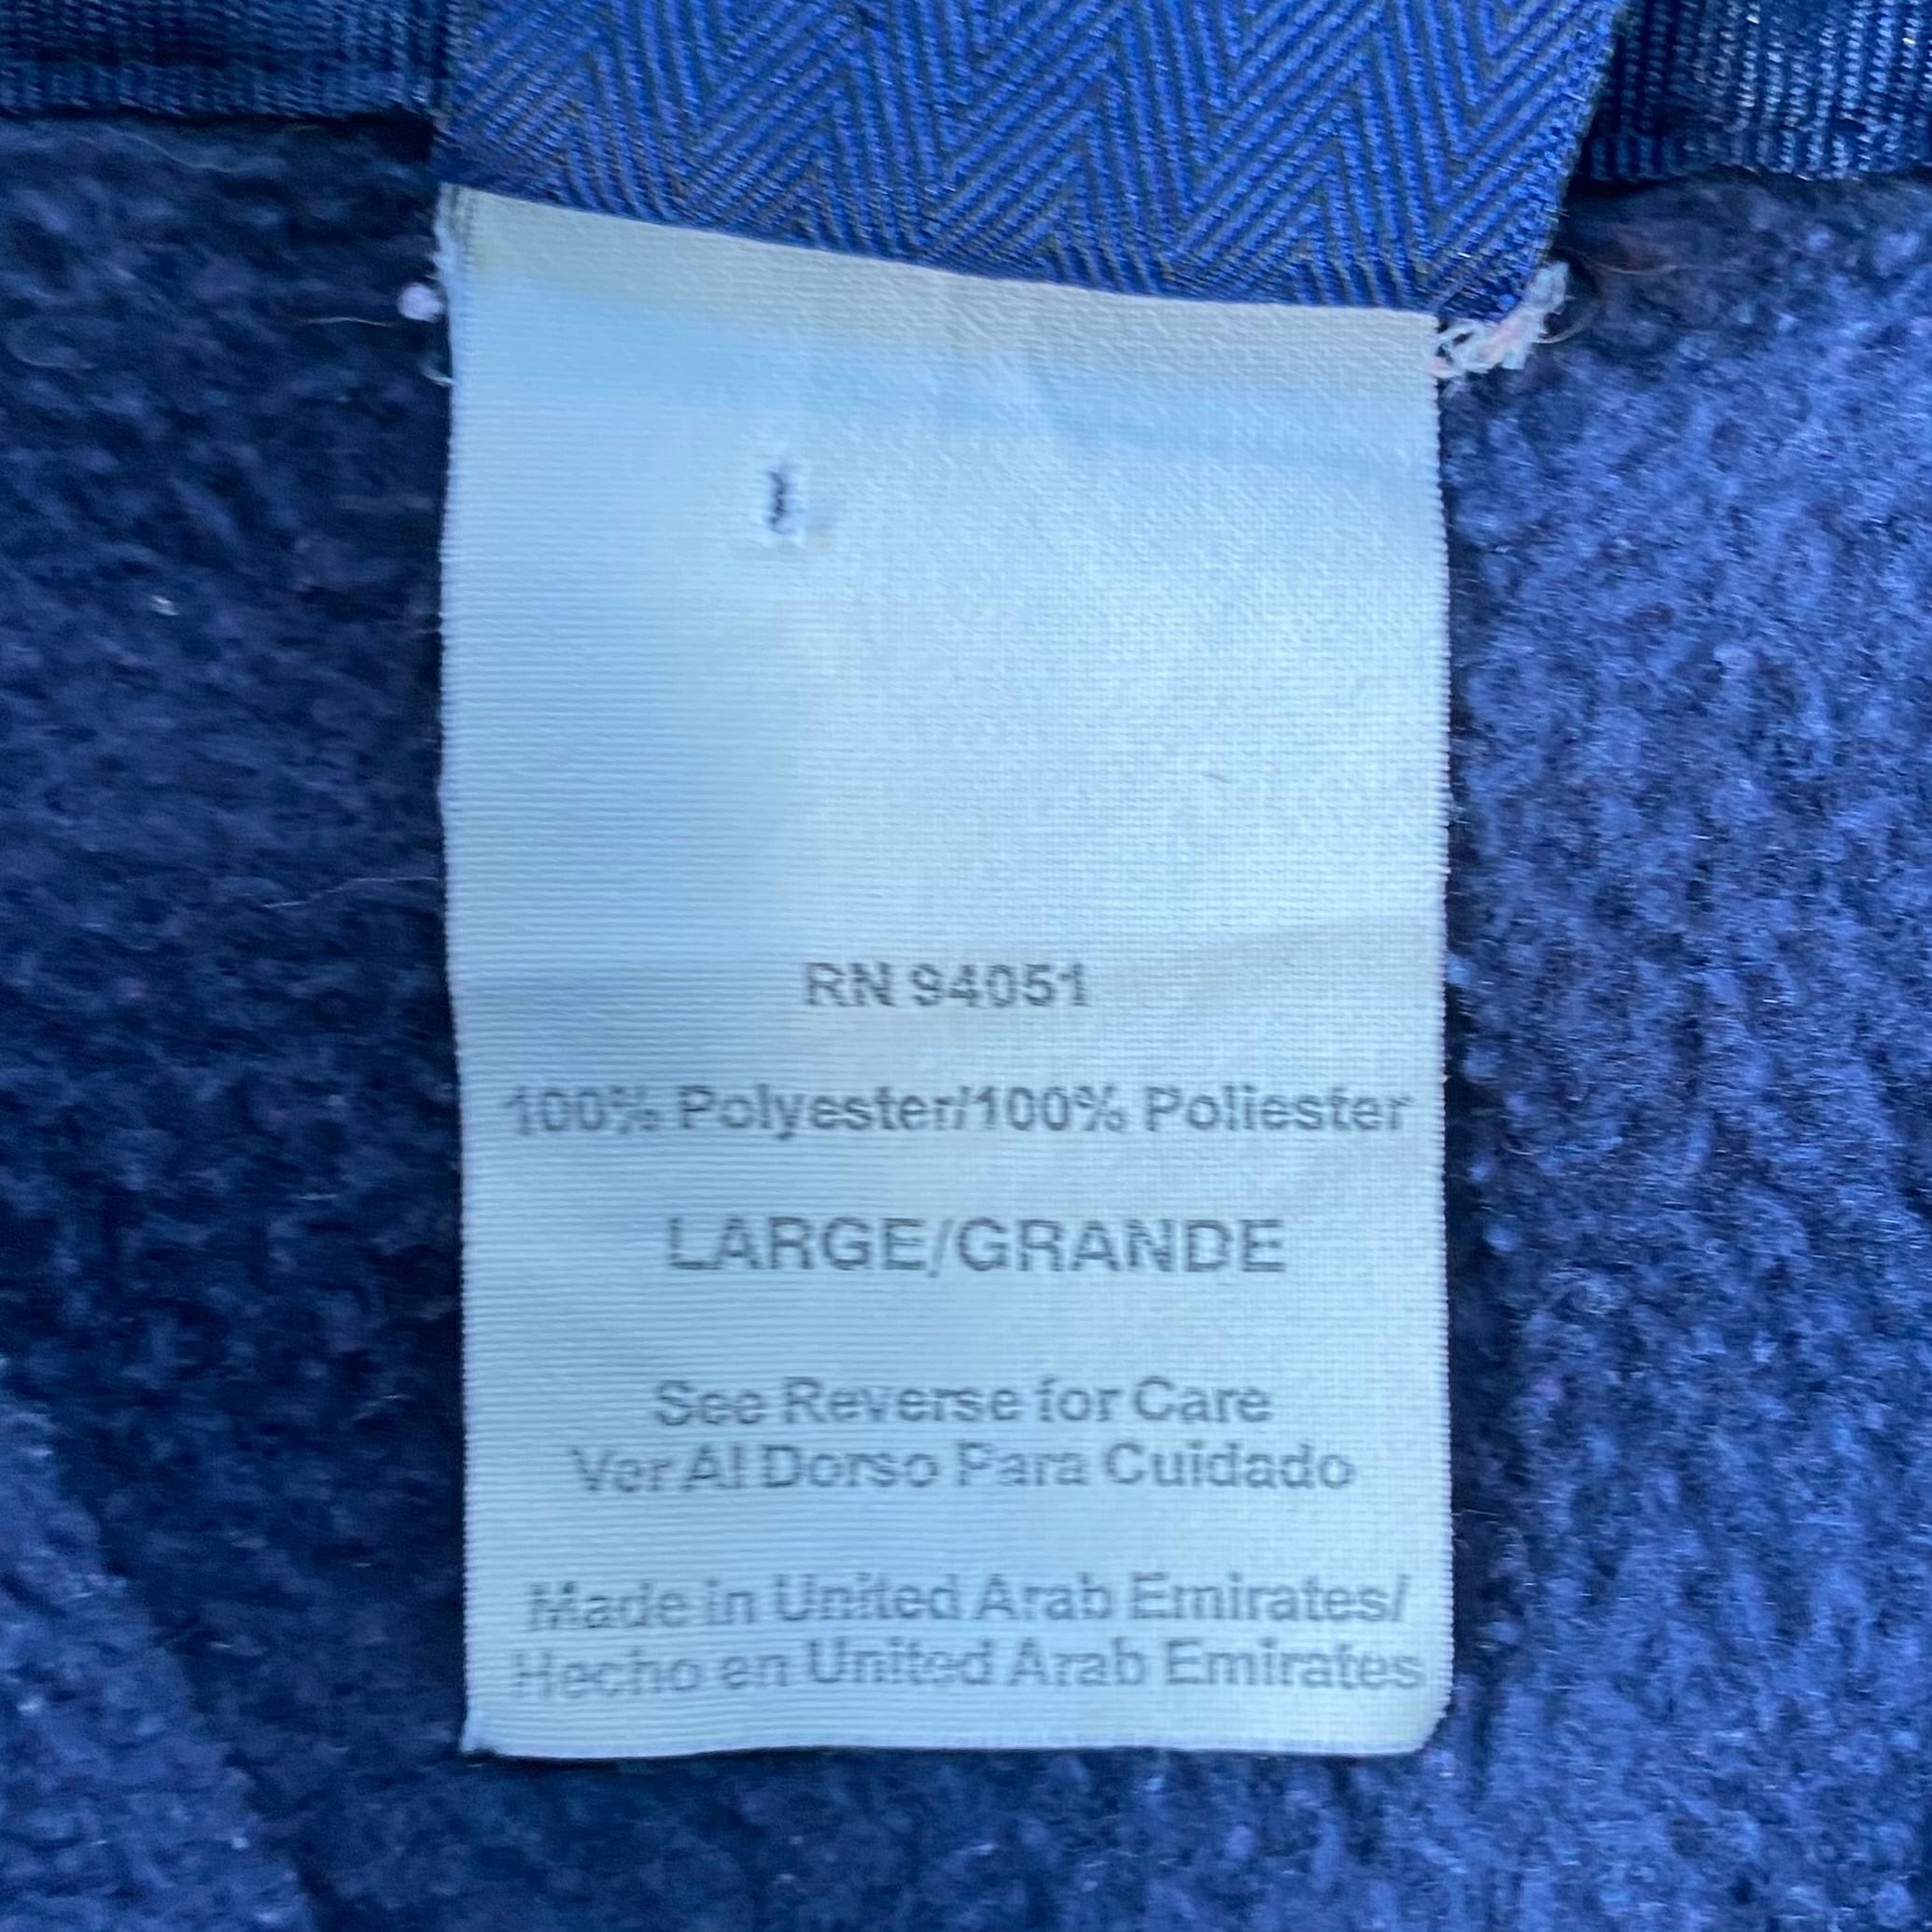 RN 94051
100% Polyester/100% Poliester
LARGE/GRANDE
See Reverse for Care
Ver Al Dorso Para Cuidado
Made in United Arab Emirates/
Hecho en United Arab Emirates